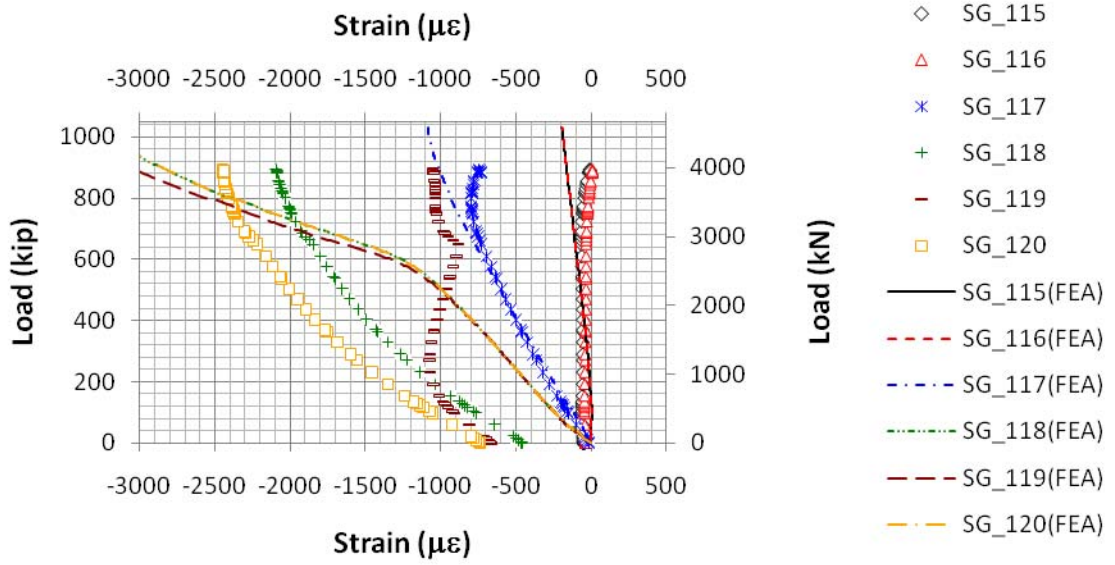 Strain (µε)
-3000 -2500 -2000 -1500 -1000 -500 0 500
Load (kip)
1000
800
600
400
200
0
4000
3000
2000
1000
0
Load (kN)
-3000 -2500 -2000 -1500 -1000 -500 0 500
Strain (µε)
SG_115
SG_116
SG_117
SG_118
SG_119
SG_120
SG_115(FEA)
SG_116(FEA)
SG_117(FEA)
SG_118(FEA)
SG_119(FEA)
SG_120(FEA)